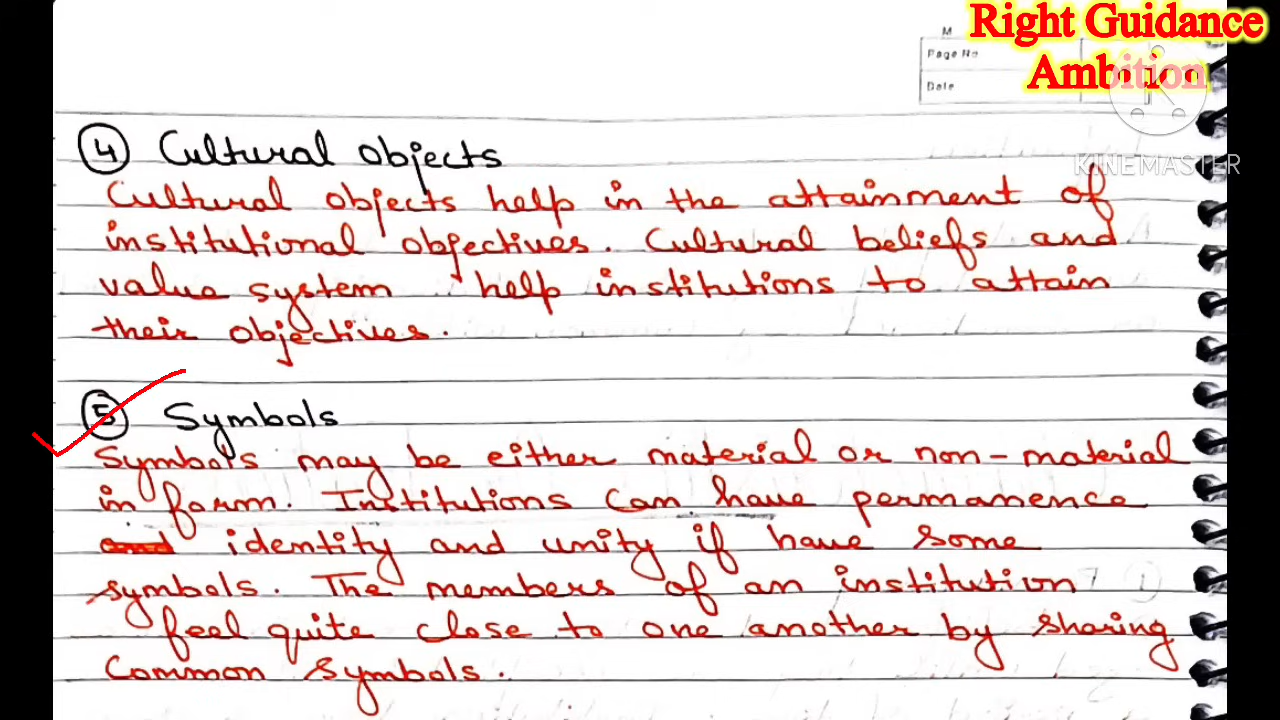 Right Guidance
Ambition
M
Page No
Date
KINEMASTER
4 Cultural objects
Cultural objects help in the attainment of
institutional objectives. Cultural beliefs and
value system help institutions to attain
their objectives.
5 Symbols
Symbols may be either material or non-material
in form. Institutions can have permanence
and identity and unity if have some
symbols. The members of an institution
feel quite close to one another by sharing
Common symbols.